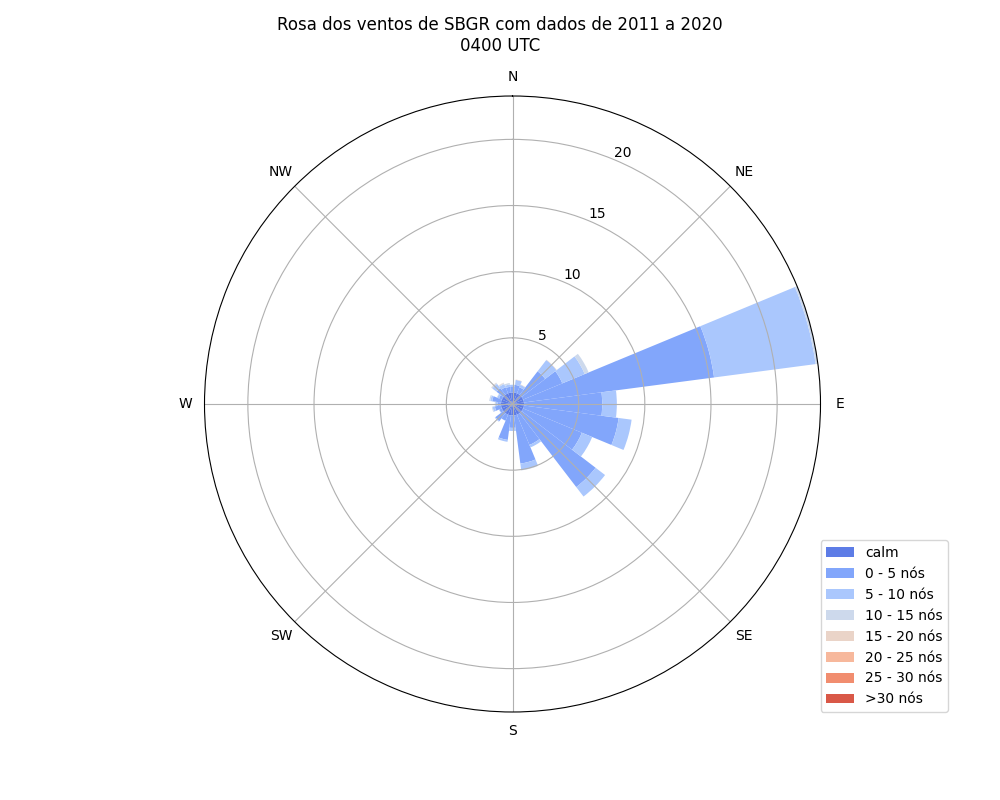 Rosa dos ventos de SBGR com dados de 2011 a 2020
0400 UTC
N
NW
NE
20
15
10
5
W
E
SW
SE
S
calm
0 - 5 nós
5 - 10 nós
10 - 15 nós
15 - 20 nós
20 - 25 nós
25 - 30 nós
>30 nós